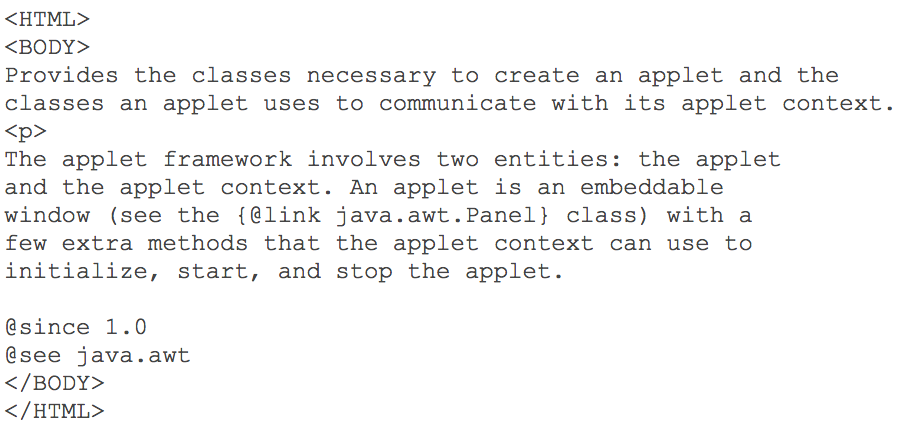 <HTML>
<BODY>
Provides the classes necessary to create an applet and the
classes an applet uses to communicate with its applet context.
<p>
The applet framework involves two entities: the applet
and the applet context. An applet is an embeddable
window (see the {@link java.awt.Panel} class) with a
few extra methods that the applet context can use to
initialize, start, and stop the applet.

@since 1.0
@see java.awt
</BODY>
</HTML>